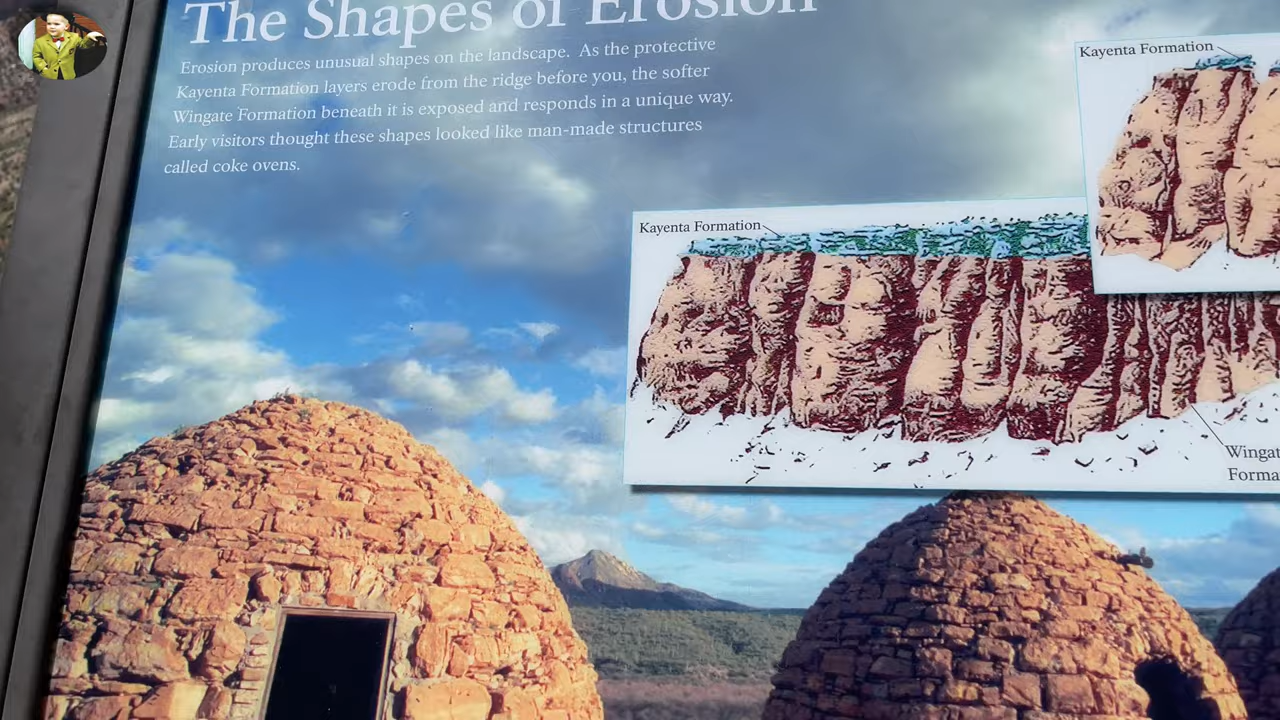 The Shapes of Erosion
Erosion produces unusual shapes on the landscape. As the protective
Kayenta Formation layers erode from the ridge before you, the softer
Wingate Formation beneath it is exposed and responds in a unique way.
Early visitors thought these shapes looked like man-made structures
called coke ovens.
Kayenta Formation
Kayenta Formation
Wingat
Forma